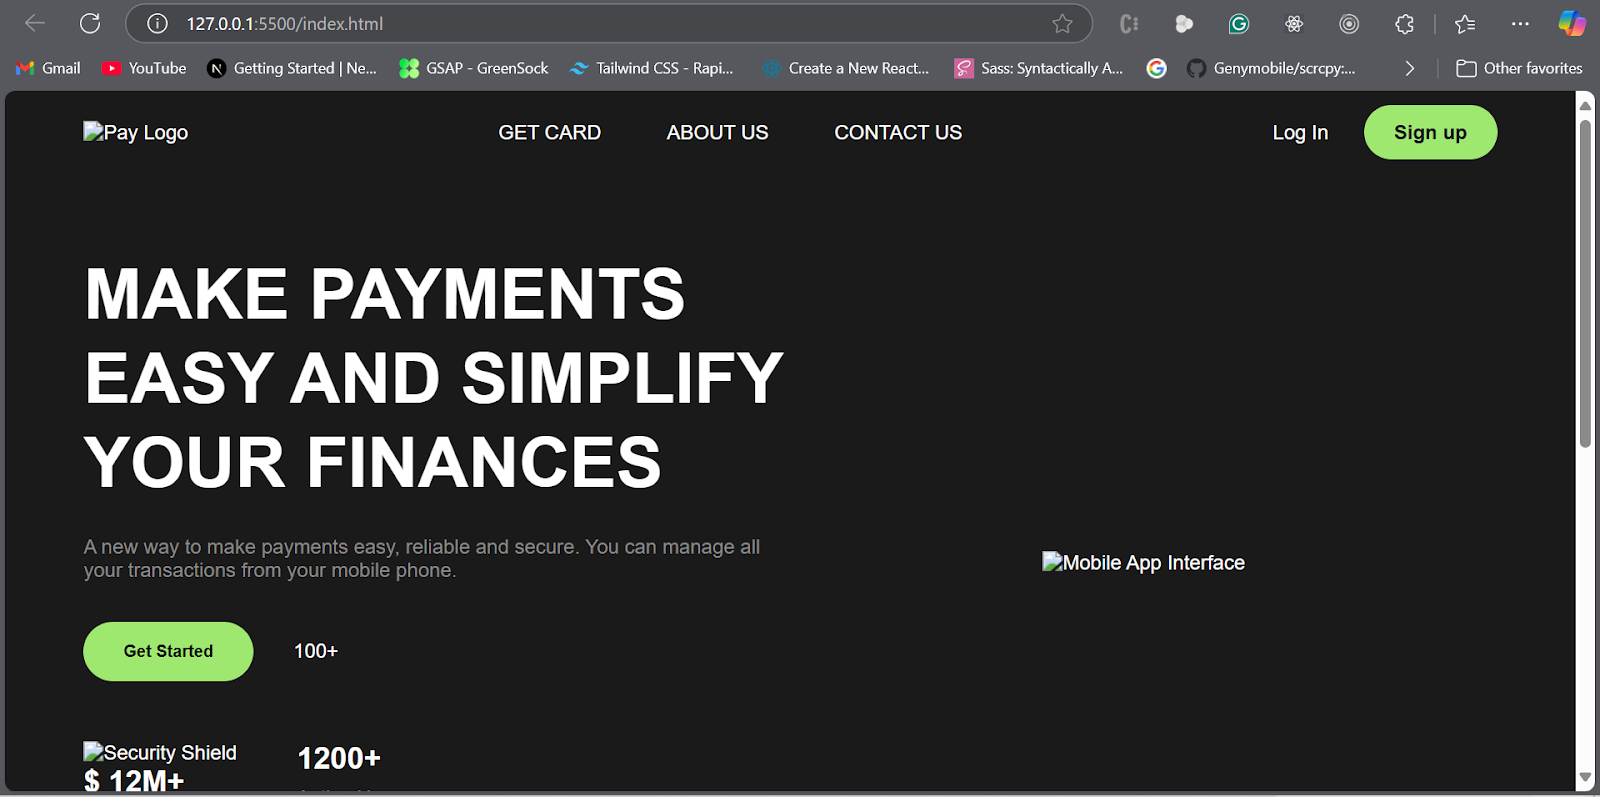 127.0.0.1:5500/index.html
Gmail YouTube Getting Started | Ne... GSAP - GreenSock Tailwind CSS - Rapi... Create a New React... Sass: Syntactically A... Genymobile/scrcpy:... Other favorites
Pay Logo GET CARD ABOUT US CONTACT US Log In Sign up
MAKE PAYMENTS
EASY AND SIMPLIFY
YOUR FINANCES
A new way to make payments easy, reliable and secure. You can manage all
your transactions from your mobile phone.
Mobile App Interface
Get Started 100+
Security Shield 1200+
$ 12M+